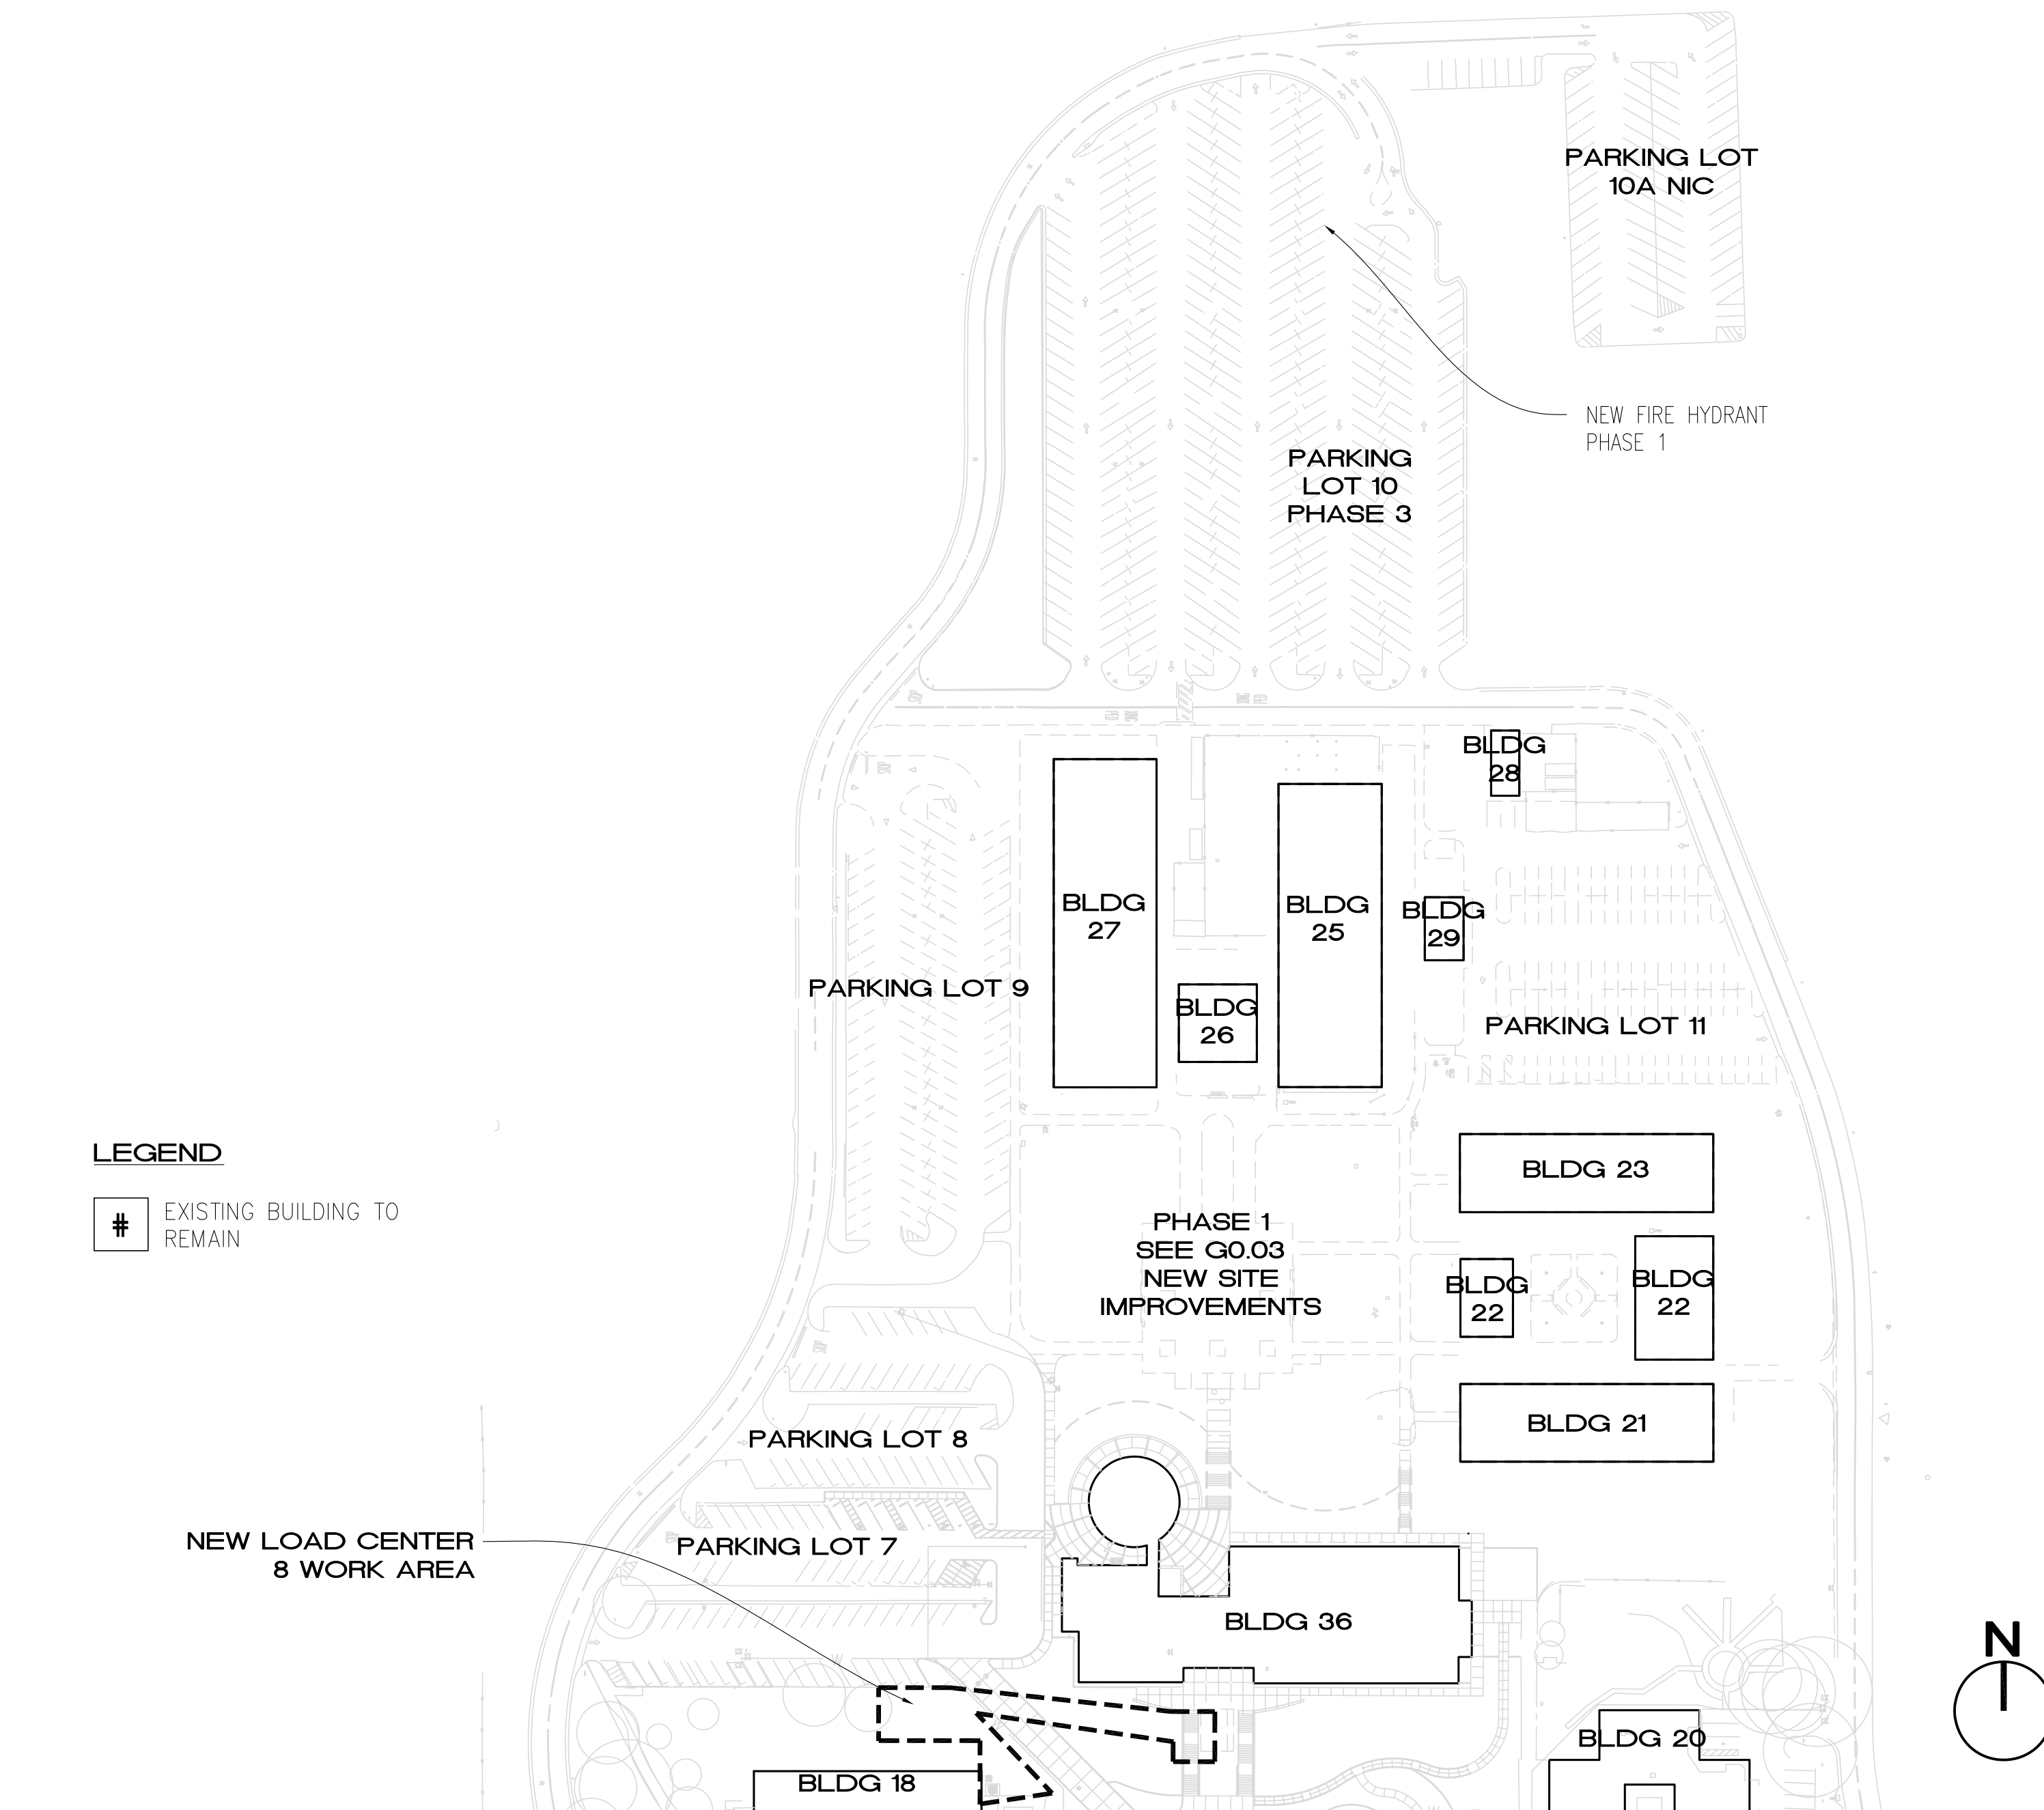 PARKING LOT
10A NIC
NEW FIRE HYDRANT
PHASE 1
PARKING
LOT 10
PHASE 3
BLDG
28
BLDG
27
BLDG
25
BLDG
29
PARKING LOT 9
BLDG
26
PARKING LOT 11
LEGEND
#
EXISTING BUILDING TO
REMAIN
BLDG 23
PHASE 1
SEE G0.03
NEW SITE
IMPROVEMENTS
BLDG
22
BLDG
22
BLDG 21
PARKING LOT 8
NEW LOAD CENTER
8 WORK AREA
PARKING LOT 7
BLDG 36
N
BLDG 20
BLDG 18